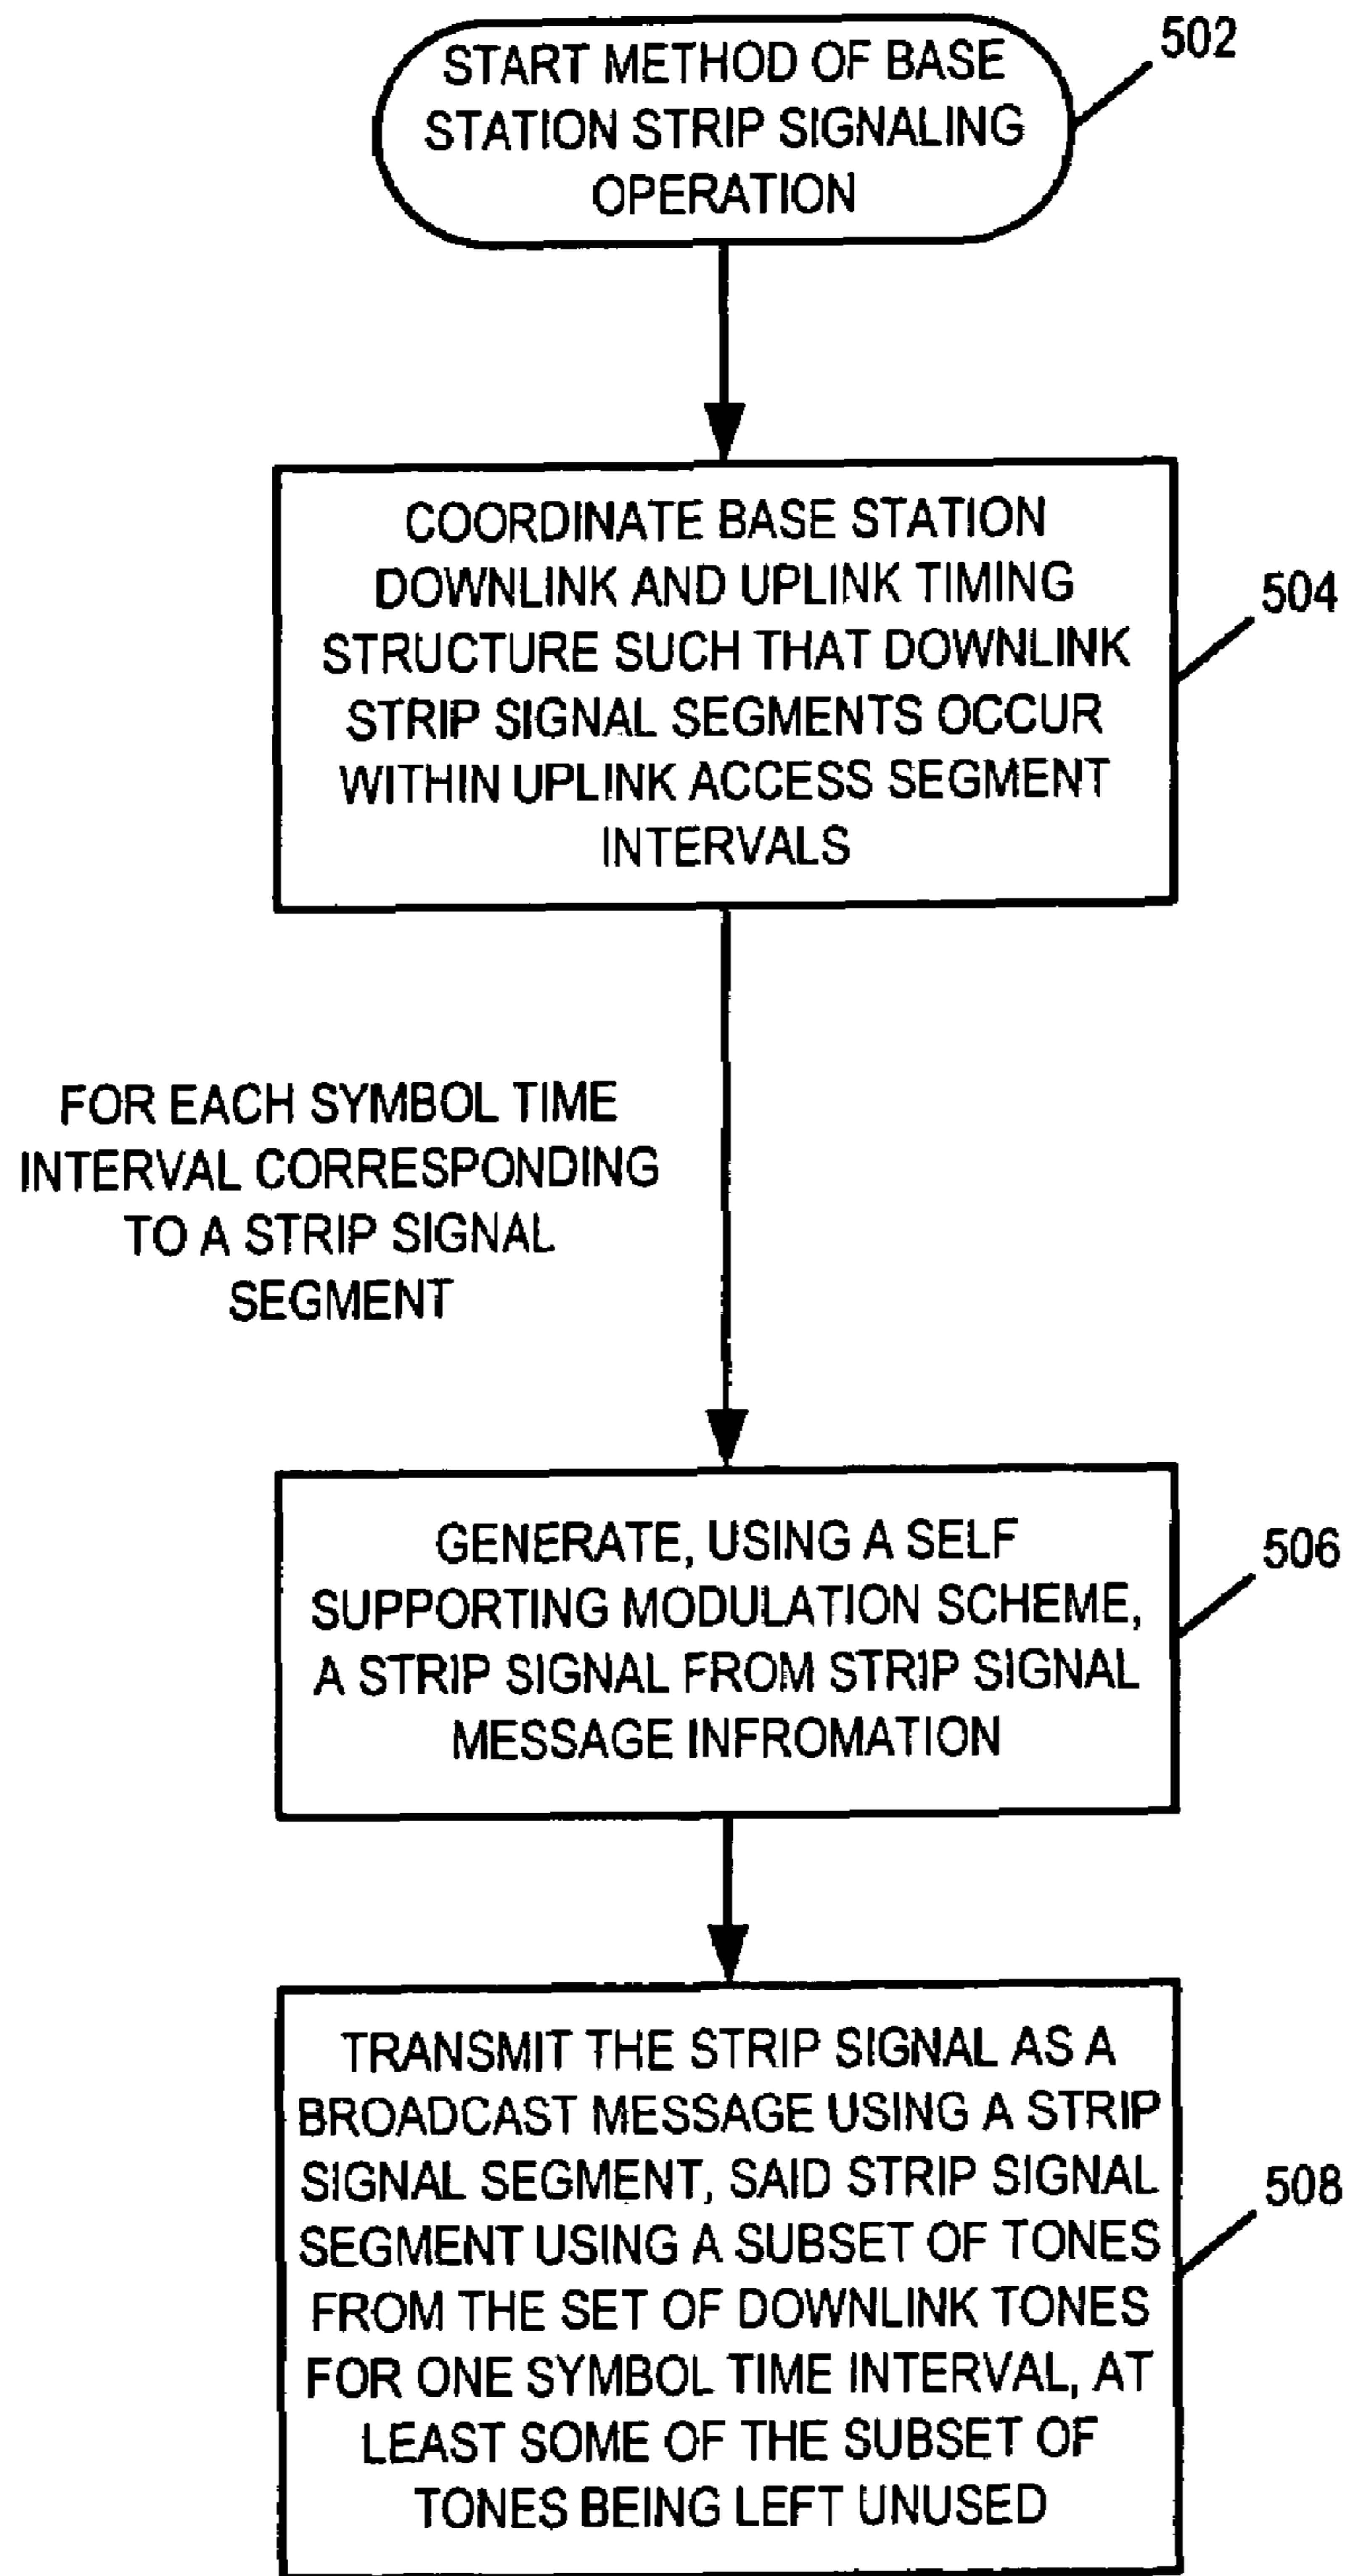 START METHOD OF BASE
STATION STRIP SIGNALING
OPERATION
502
COORDINATE BASE STATION
DOWNLINK AND UPLINK TIMING
STRUCTURE SUCH THAT DOWNLINK
STRIP SIGNAL SEGMENTS OCCUR
WITHIN UPLINK ACCESS SEGMENT
INTERVALS
504
FOR EACH SYMBOL TIME
INTERVAL CORRESPONDING
TO A STRIP SIGNAL
SEGMENT
GENERATE, USING A SELF
SUPPORTING MODULATION SCHEME,
A STRIP SIGNAL FROM STRIP SIGNAL
MESSAGE INFROMATION
506
TRANSMIT THE STRIP SIGNAL AS A
BROADCAST MESSAGE USING A STRIP
SIGNAL SEGMENT, SAID STRIP SIGNAL
SEGMENT USING A SUBSET OF TONES
FROM THE SET OF DOWNLINK TONES
FOR ONE SYMBOL TIME INTERVAL, AT
LEAST SOME OF THE SUBSET OF
TONES BEING LEFT UNUSED
508